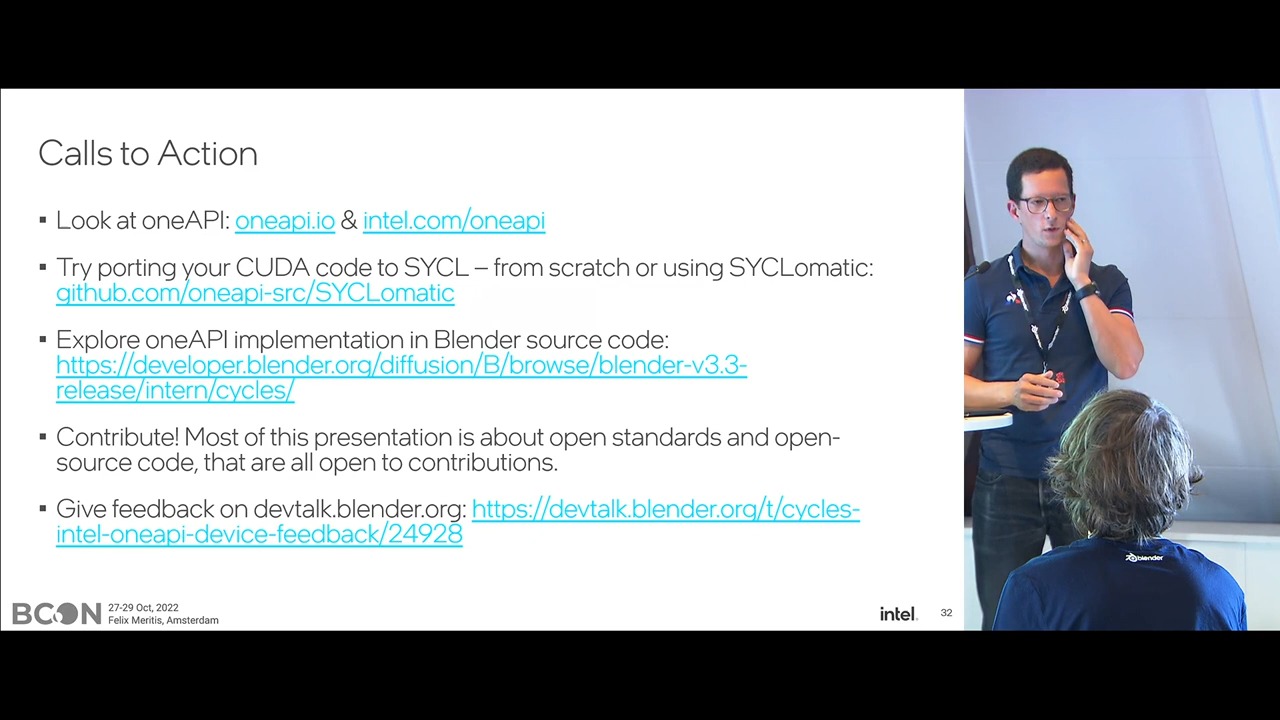 Calls to Action
▪ Look at oneAPI: oneapi.io & intel.com/oneapi
▪ Try porting your CUDA code to SYCL – from scratch or using SYCLomatic:
github.com/oneapi-src/SYCLomatic
▪ Explore oneAPI implementation in Blender source code:
https://developer.blender.org/diffusion/B/browse/blender-v3.3-
release/intern/cycles/
▪ Contribute! Most of this presentation is about open standards and open-
source code, that are all open to contributions.
▪ Give feedback on devtalk.blender.org: https://devtalk.blender.org/t/cycles-
intel-oneapi-device-feedback/24928
BCON
27-29 Oct, 2022
Felix Meritis, Amsterdam
intel.
32
blender